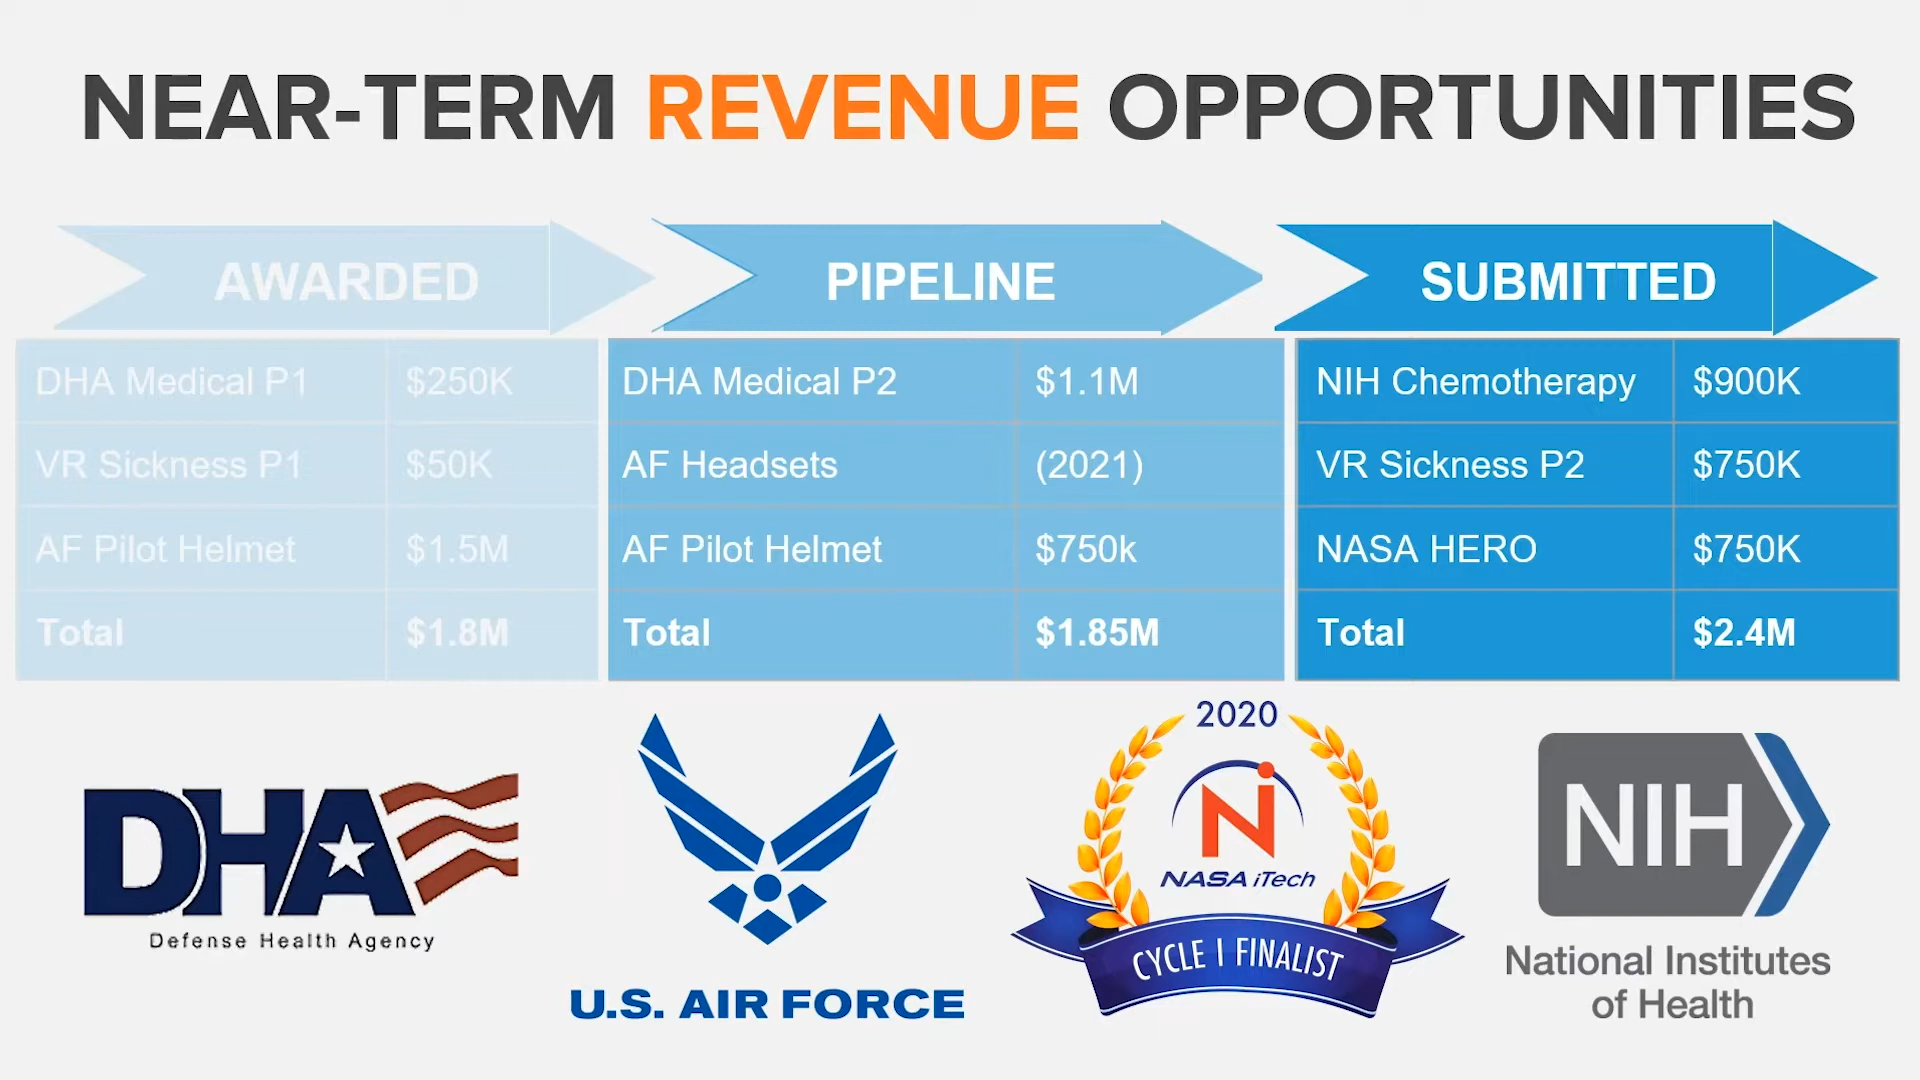 NEAR-TERM REVENUE OPPORTUNITIES
AWARDED
DHA Medical P1 $250K
VR Sickness P1 $50K
AF Pilot Helmet $1.5M
Total $1.8M
PIPELINE
DHA Medical P2 $1.1M
AF Headsets (2021)
AF Pilot Helmet $750k
Total $1.85M
SUBMITTED
NIH Chemotherapy $900K
VR Sickness P2 $750K
NASA HERO $750K
Total $2.4M
DHA
Defense Health Agency
U.S. AIR FORCE
2020
N
NASA iTech
CYCLE I FINALIST
NIH
National Institutes
of Health